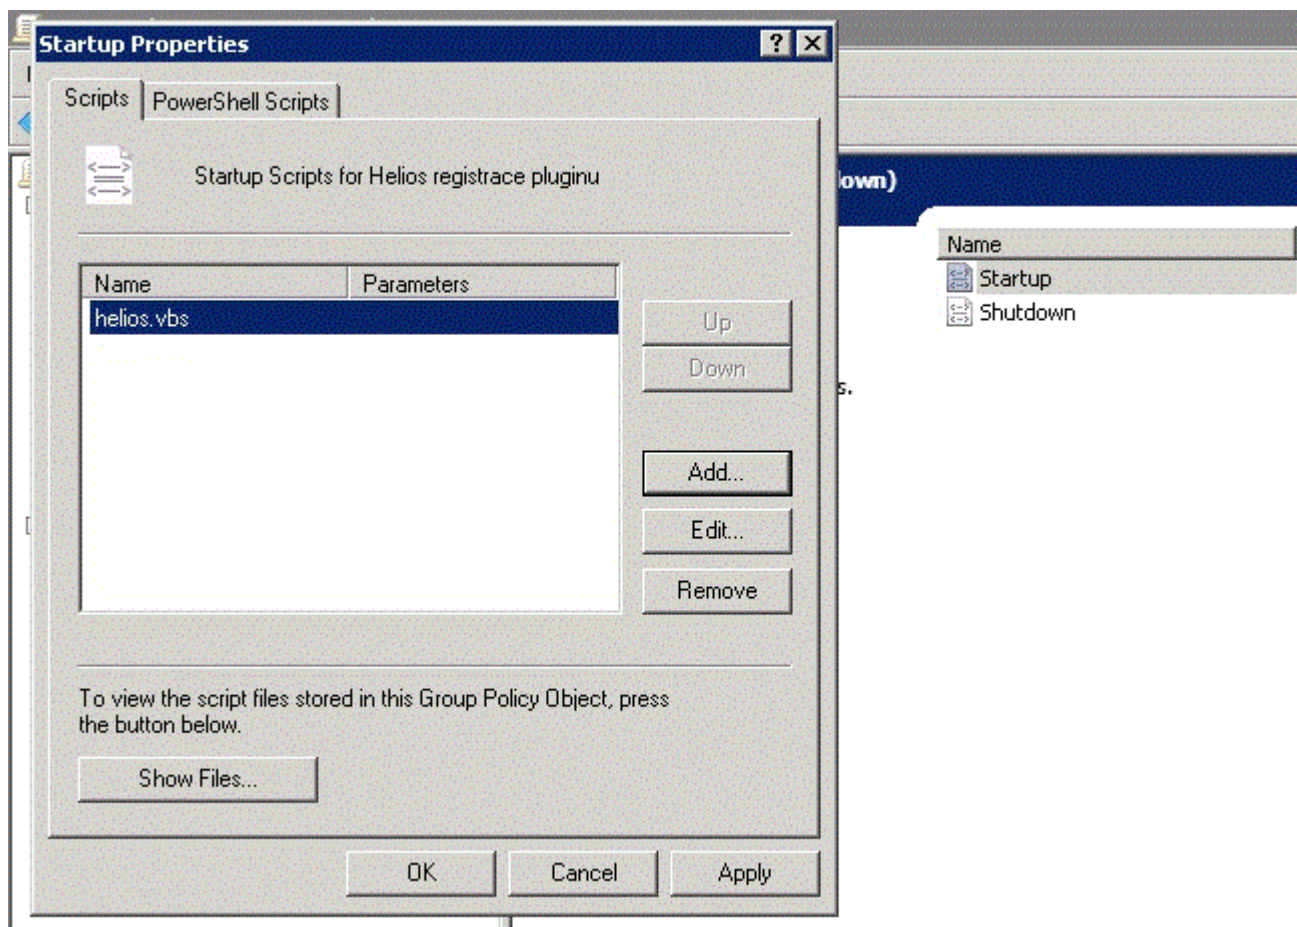 Startup Properties
Scripts
PowerShell Scripts
Startup Scripts for Helios registrace pluginu
Name Parameters
helios.vbs
Up
Down
Add...
Edit...
Remove
To view the script files stored in this Group Policy Object, press
the button below.
Show Files...
OK Cancel Apply
own)
Name
Startup
Shutdown
s.